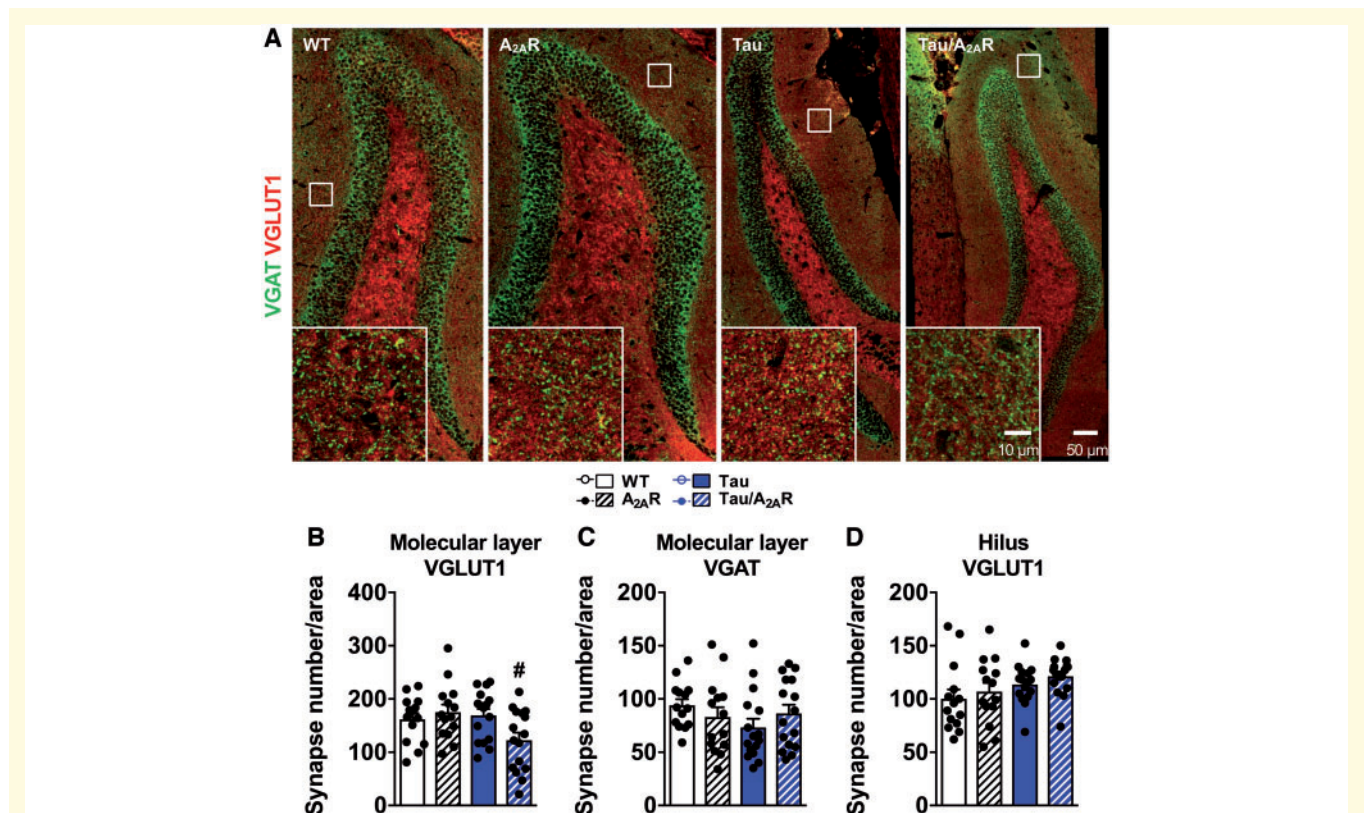 A
WT
A2AR
Tau
Tau/A2AR
VGAT VGLUT1
10 μm
50 μm
WT
Tau
A2AR
Tau/A2AR
B
Molecular layer
VGLUT1
Synapse number/area
400
300
200
100
0
#
C
Molecular layer
VGAT
Synapse number/area
200
150
100
50
0
D
Hilus
VGLUT1
Synapse number/area
200
150
100
50
0